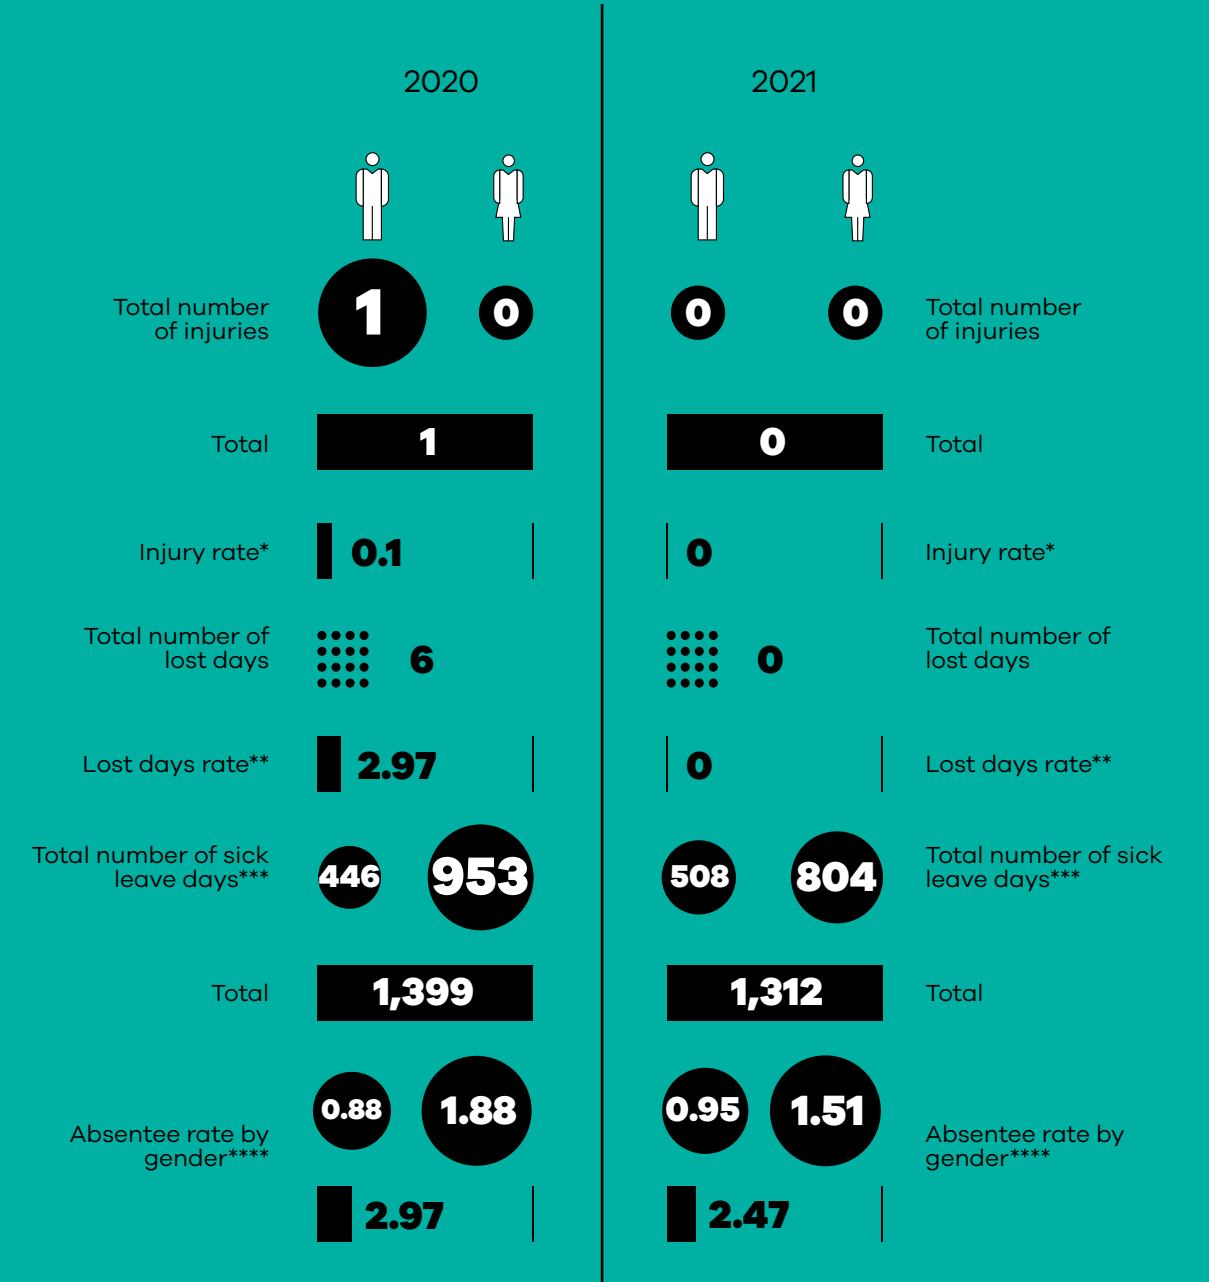 2020
2021
Total number
of injuries
1
0
0
0
Total number
of injuries
Total
1
0
Total
Injury rate*
0.1
0
Injury rate*
Total number of
lost days
6
0
Total number of
lost days
Lost days rate**
2.97
0
Lost days rate**
Total number of sick
leave days***
446
953
508
804
Total number of sick
leave days***
Total
1,399
1,312
Total
Absentee rate by
gender****
0.88
1.88
0.95
1.51
Absentee rate by
gender****
2.97
2.47